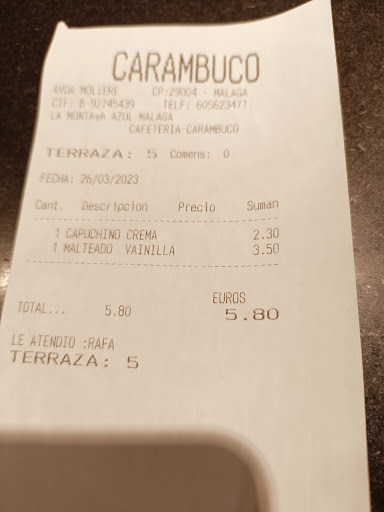 CARAMBUCO
AVDA MOLIERE CP:29004 - MALAGA
CIF: B-92745439 TELF: 605623471
LA MONTAYA AZUL MALAGA
CAFETERIA CARAMBUCO
TERRAZA: 5 Comens: 0
FECHA: 26/03/2023
Cant. Descripcion Precio Suman
1 CAPUCHINO CREMA 2.30
1 MALTEADO VAINILLA 3.50
EUROS
TOTAL... 5.80 5.80
LE ATENDIO :RAFA
TERRAZA: 5